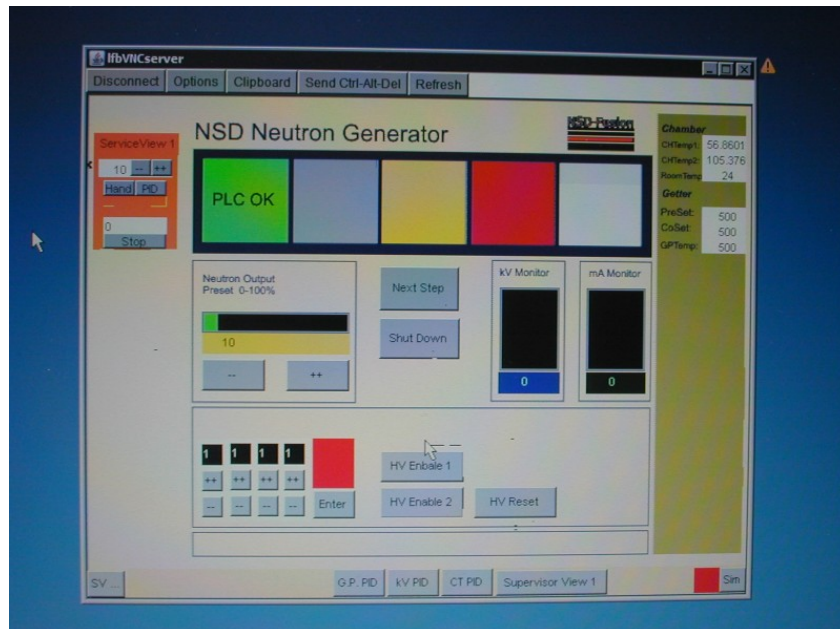 lfbVNCserver
Disconnect Options Clipboard Send Ctrl-Alt-Del Refresh
NSD Neutron Generator
NSD-Fusion
ServiceView 1
10 -- ++
Hand PID
0
Stop
PLC OK
Chamber
CHTemp1: 56.8601
CHTemp2: 105.376
RoomTemp 24
Getter
PreSet: 500
CoSet: 500
GPTemp: 500
Neutron Output
Preset 0-100%
10
-- ++
Next Step
Shut Down
kV Monitor
0
mA Monitor
0
1 1 1 1
++ ++ ++ ++
-- -- -- --
Enter
HV Enbale 1
HV Enable 2
HV Reset
SV ...
G.P. PID
kV PID
CT PID
Supervisor View 1
Sim